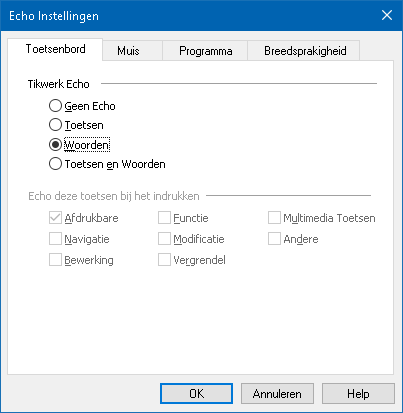 Echo Instellingen
Toetsenbord Muis Programma Breedsprakigheid
Tikwerk Echo
Geen Echo
Toetsen
Woorden
Toetsen en Woorden
Echo deze toetsen bij het indrukken
Afdrukbare Functie Multimedia Toetsen
Navigatie Modificatie Andere
Bewerking Vergrendel
OK Annuleren Help